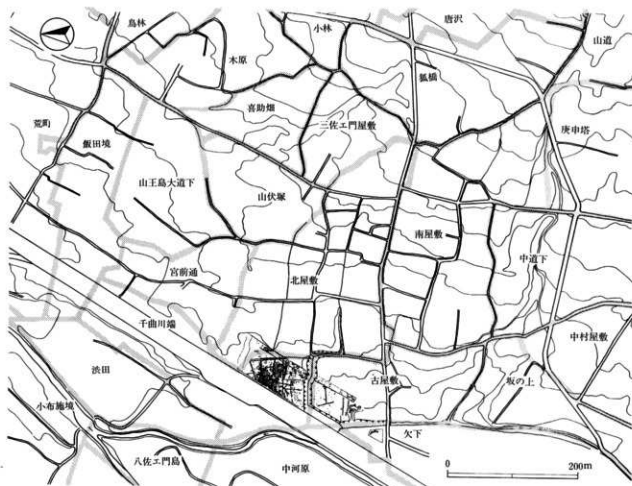 鳥林
小林
唐沢
山道
木原
狐橋
喜助畑
荒町
三佐エ門屋敷
庚申塔
飯田境
山王島大道下
山伏塚
南屋敷
中道下
宮前通
北屋敷
千曲川端
中村屋敷
渋田
古屋敷
坂の上
小布施境
欠下
八佐エ門島
中河原
0
200m